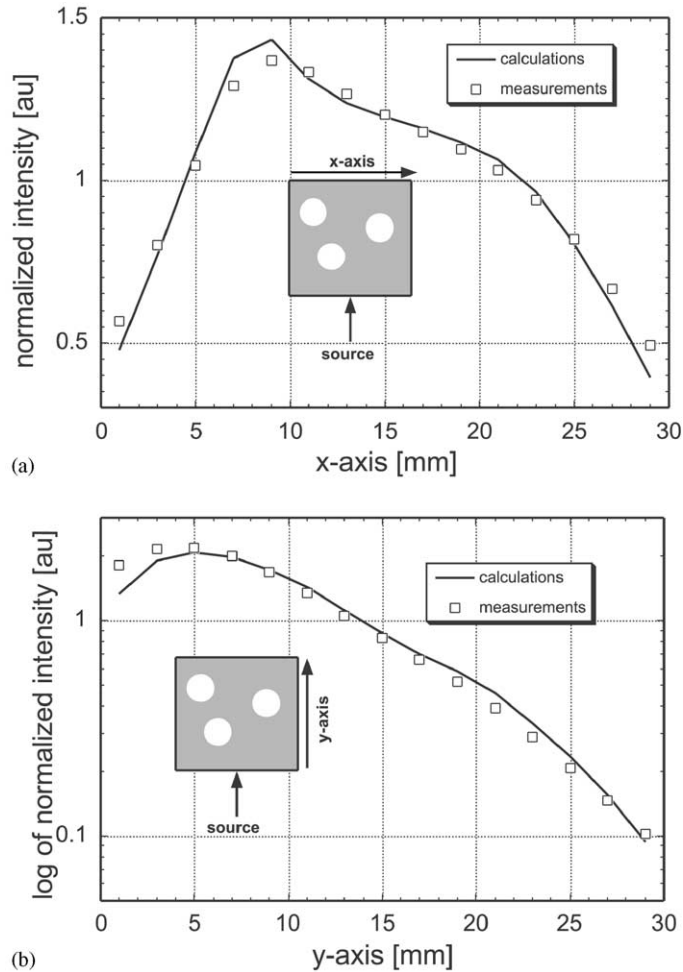 1.5
1
0.5
normalized intensity [au]
calculations
measurements
x-axis
source
0 5 10 15 20 25 30
x-axis [mm]
(a)
1
0.1
log of normalized intensity [au]
calculations
measurements
y-axis
source
0 5 10 15 20 25 30
y-axis [mm]
(b)